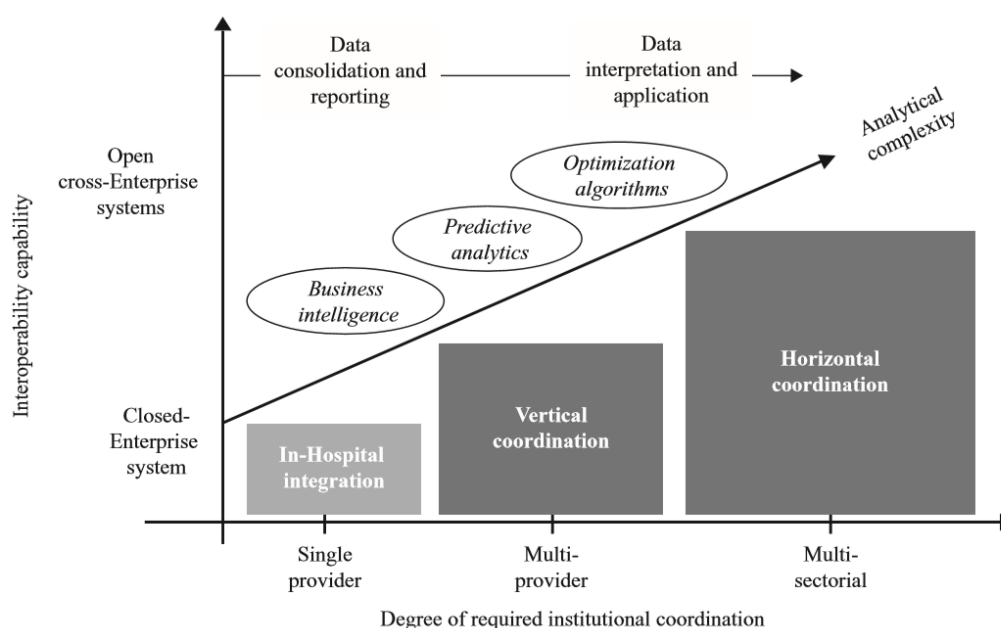 Data
consolidation and
reporting
Data
interpretation and
application
Analytical
complexity
Open
cross-Enterprise
systems
Optimization
algorithms
Predictive
analytics
Business
intelligence
Interoperability capability
Horizontal
coordination
Vertical
coordination
Closed-
Enterprise
system
In-Hospital
integration
Single
provider
Multi-
provider
Multi-
sectorial
Degree of required institutional coordination